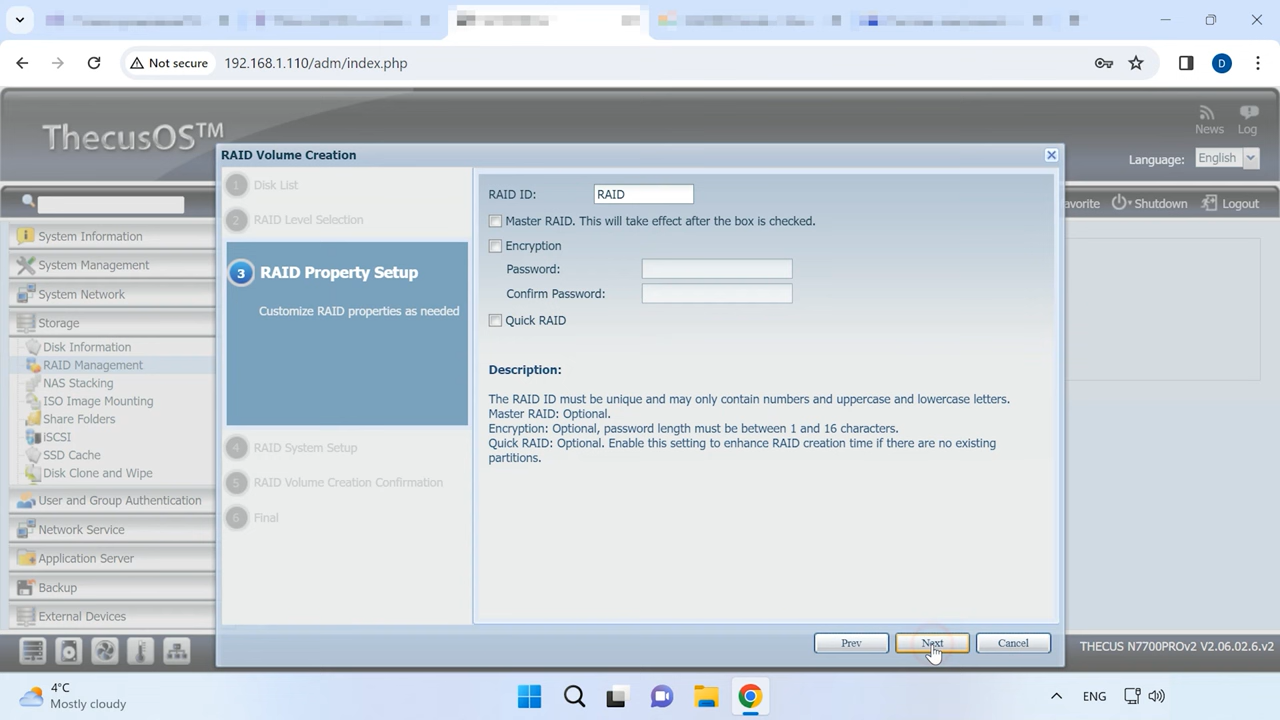 Not secure
192.168.1.110/adm/index.php
D
ThecusOS™
News
Log
Language:
English
avorite
Shutdown
Logout
System Information
System Management
System Network
Storage
Disk Information
RAID Management
NAS Stacking
ISO Image Mounting
Share Folders
iSCSI
SSD Cache
Disk Clone and Wipe
User and Group Authentication
Network Service
Application Server
Backup
External Devices
RAID Volume Creation
1 Disk List
2 RAID Level Selection
3 RAID Property Setup
Customize RAID properties as needed
4 RAID System Setup
5 RAID Volume Creation Confirmation
6 Final
RAID ID: RAID
Master RAID. This will take effect after the box is checked.
Encryption
Password:
Confirm Password:
Quick RAID
Description:
The RAID ID must be unique and may only contain numbers and uppercase and lowercase letters.
Master RAID: Optional.
Encryption: Optional, password length must be between 1 and 16 characters.
Quick RAID: Optional. Enable this setting to enhance RAID creation time if there are no existing
partitions.
Prev
Next
Cancel
THECUS N7700PROv2 V2.06.02.6.v2
4°C
Mostly cloudy
ENG